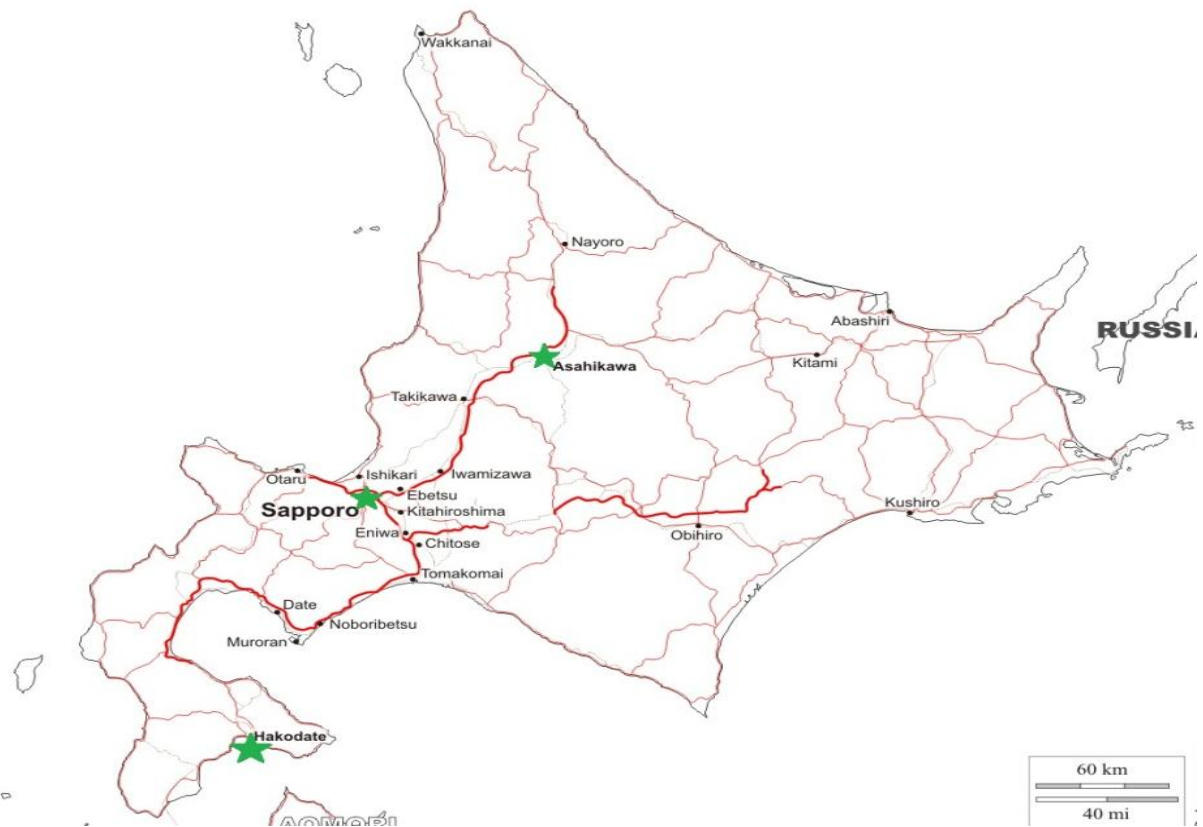 Wakkanai
Nayoro
Abashiri
RUSSIA
Kitami
Asahikawa
Takikawa
Otaru
Ishikari
Iwamizawa
Ebetsu
Sapporo
Kitahiroshima
Kushiro
Eniwa
Obihiro
Chitose
Tomakomai
Date
Noboribetsu
Muroran
Hakodate
60 km
40 mi
AOMORI